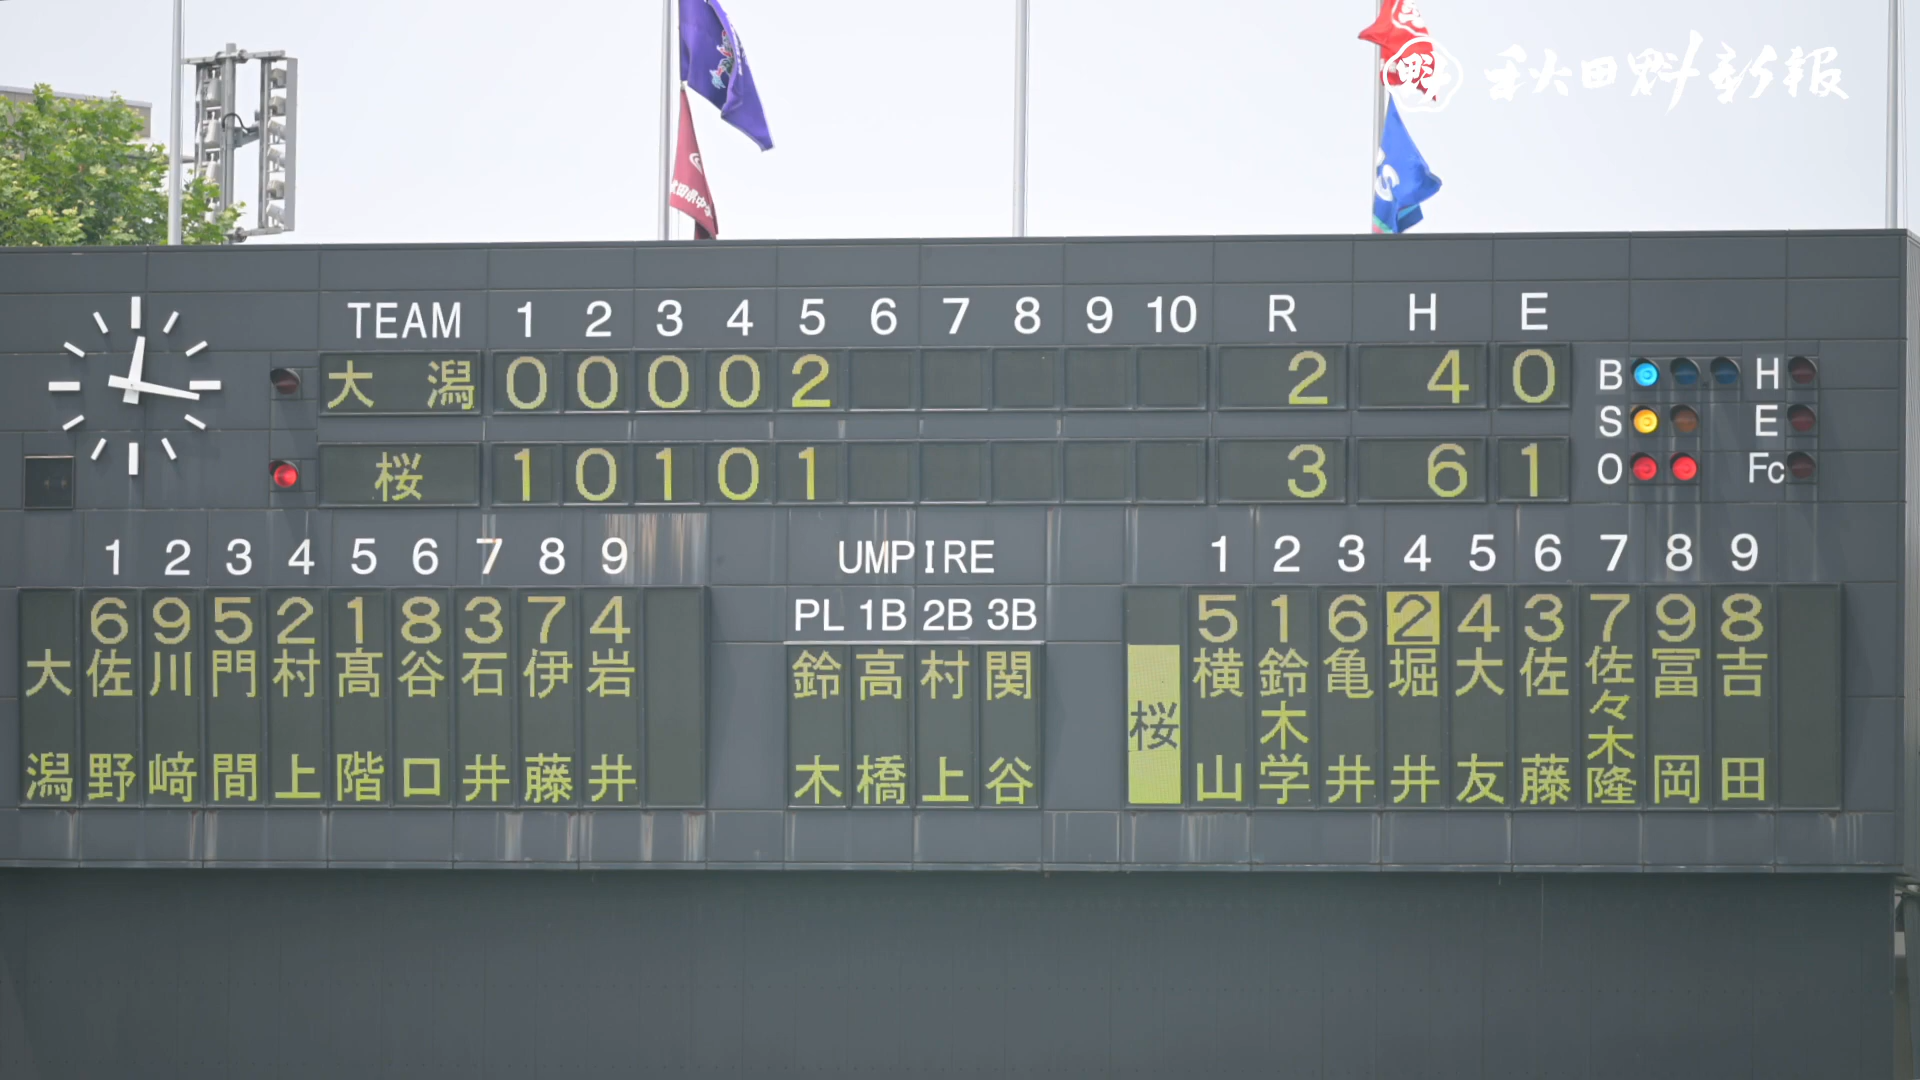 魁 秋田魁新報
秋田県中
S
TEAM 1 2 3 4 5 6 7 8 9 10 R H E
大潟 0 0 0 0 2 2 4 0
桜 1 0 1 0 1 3 6 1
B H
S E
O Fc
1 2 3 4 5 6 7 8 9
6 9 5 2 1 8 3 7 4
大潟 佐野 川﨑 門間 村上 髙階 谷口 石井 伊藤 岩井
UMPIRE
PL 1B 2B 3B
鈴木 高橋 村上 関谷
1 2 3 4 5 6 7 8 9
5 1 6 2 4 3 7 9 8
桜 横山 鈴木学 亀井 堀井 大友 佐藤 佐々木隆 冨岡 吉田